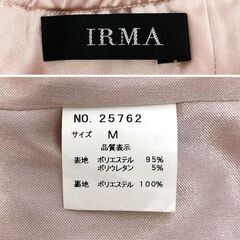 IRMA
NO. 25762
サイズ M
品質表示
表地 ポリエステル 95%
ポリウレタン 5%
裏地 ポリエステル 100%